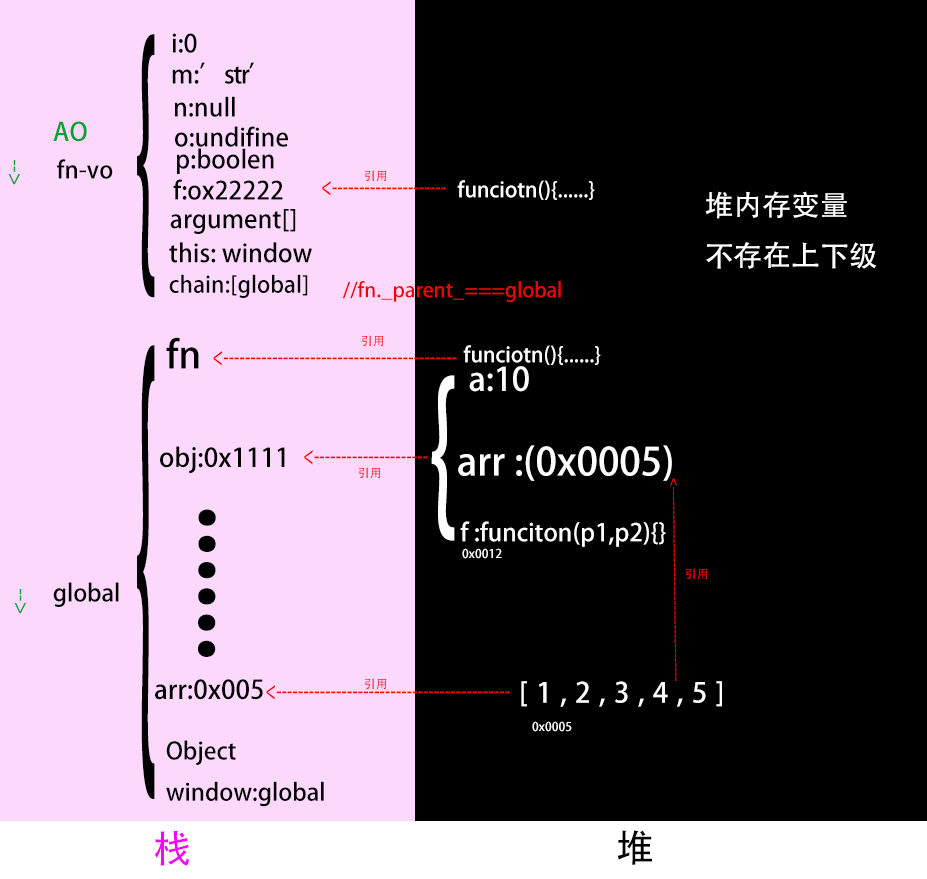 i:0
m:′ str′
n:null
o:undifine
p:boolen
AO
fn-vo
f:ox22222
引用
funciotn(){......}
argument[]
this: window
chain:[global]
//fn._parent_===global
堆内存变量
不存在上下级
fn
引用
funciotn(){......}
a:10
obj:0x1111
引用
arr :(0x0005)
f :funciton(p1,p2){}
0x0012
引用
global
arr:0x005
引用
[ 1 , 2 , 3 , 4 , 5 ]
0x0005
Object
window:global
栈
堆